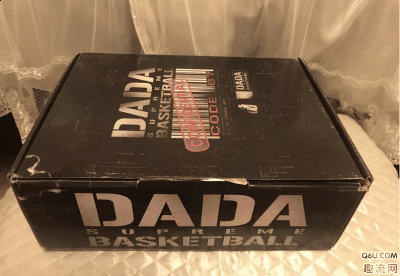 DADA
SUPREME
BASKETBALL
CODE
DADA
DADA
SUPREME
BASKETBALL
Q6U.COM
趣流网